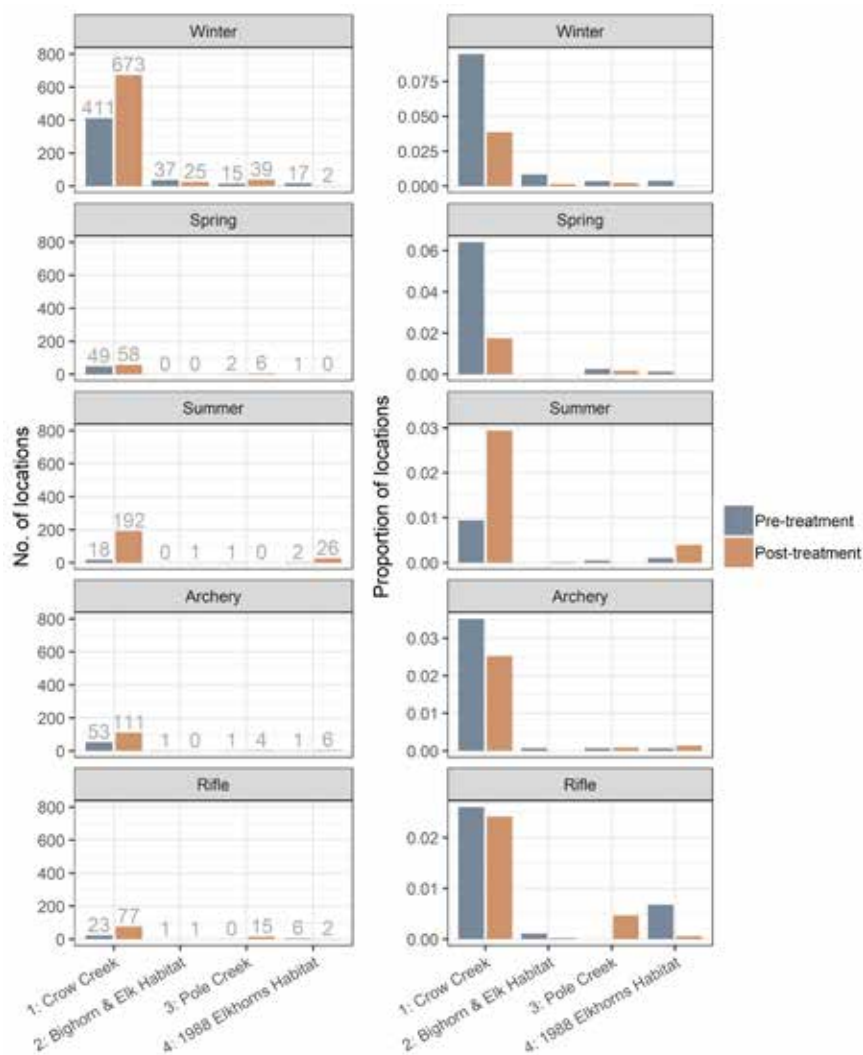 Winter
800
600
400
200
0
411 673 37 25 15 39 17 2
Spring
800
600
400
200
0
49 58 0 0 2 6 1 0
Summer
800
600
400
200
0
18 192 0 1 1 0 2 26
Archery
800
600
400
200
0
53 111 1 0 1 4 1 6
Rifle
800
600
400
200
0
23 77 1 1 0 15 6 2
No. of locations
1: Crow Creek
2: Bighorn & Elk Habitat
3: Pole Creek
4: 1988 Elkhorns Habitat
Winter
0.075
0.050
0.025
0.000
Spring
0.06
0.04
0.02
0.00
Summer
0.03
0.02
0.01
0.00
Archery
0.03
0.02
0.01
0.00
Rifle
0.02
0.01
0.00
Proportion of locations
1: Crow Creek
2: Bighorn & Elk Habitat
3: Pole Creek
4: 1988 Elkhorns Habitat
Pre-treatment
Post-treatment